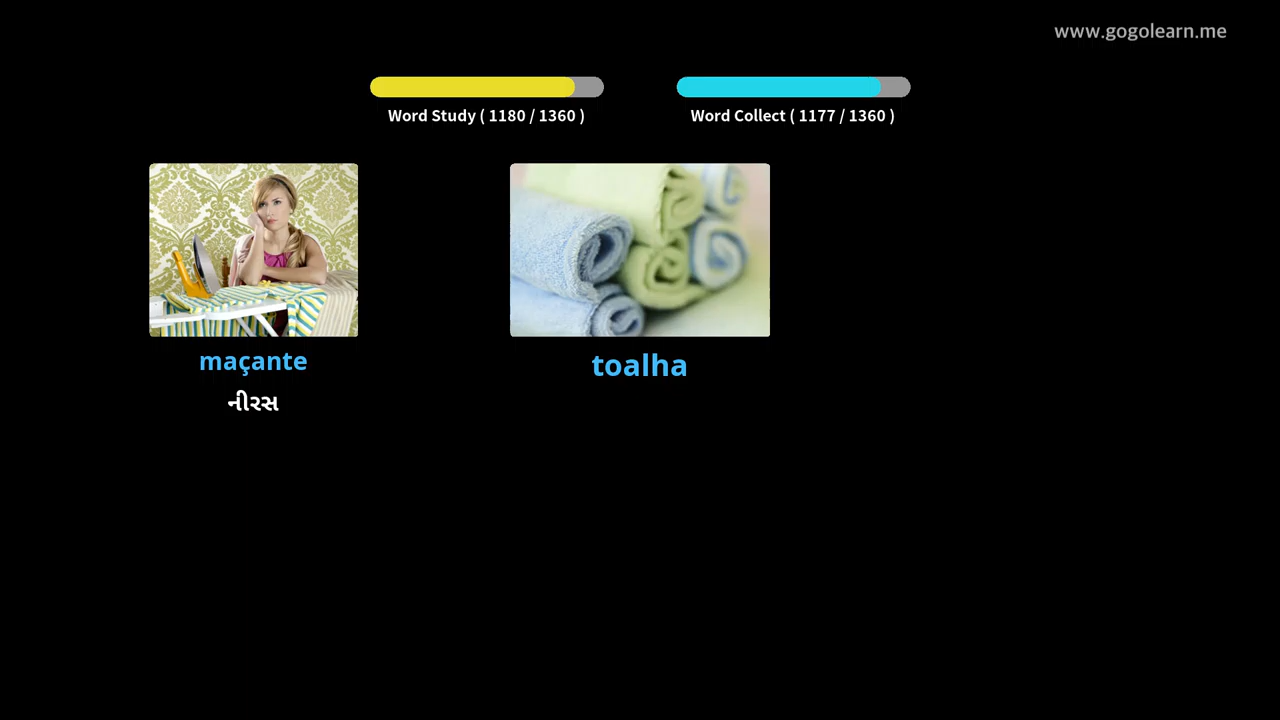 www.gogolearn.me
Word Study ( 1180 / 1360 )
Word Collect ( 1177 / 1360 )
maçante
નીરસ
toalha